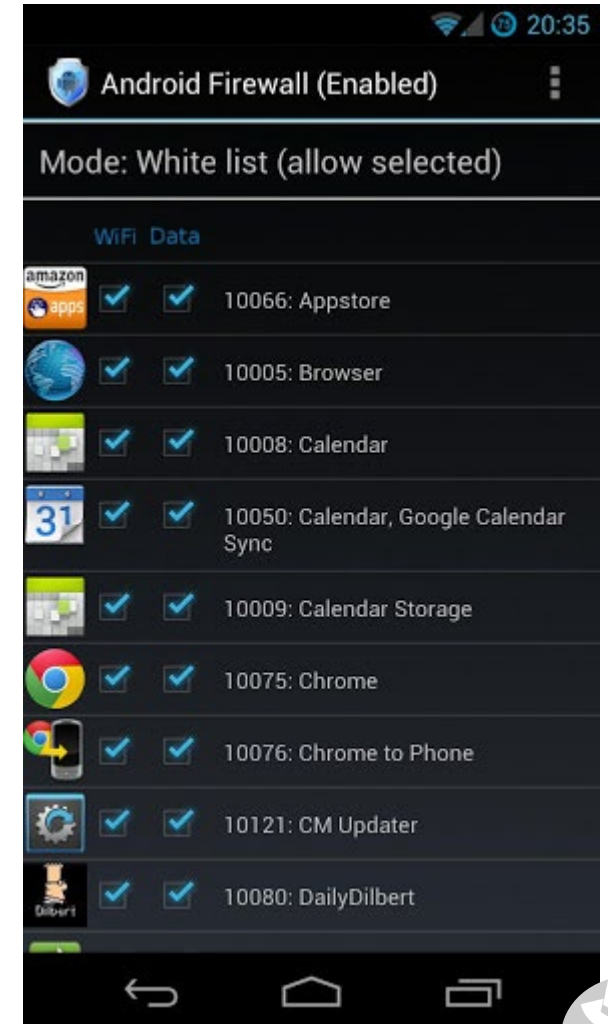 73 20:35
Android Firewall (Enabled)
Mode: White list (allow selected)
WiFi Data
amazon
apps
10066: Appstore
10005: Browser
10008: Calendar
31
10050: Calendar, Google Calendar
Sync
10009: Calendar Storage
10075: Chrome
10076: Chrome to Phone
10121: CM Updater
Dilbert
10080: DailyDilbert